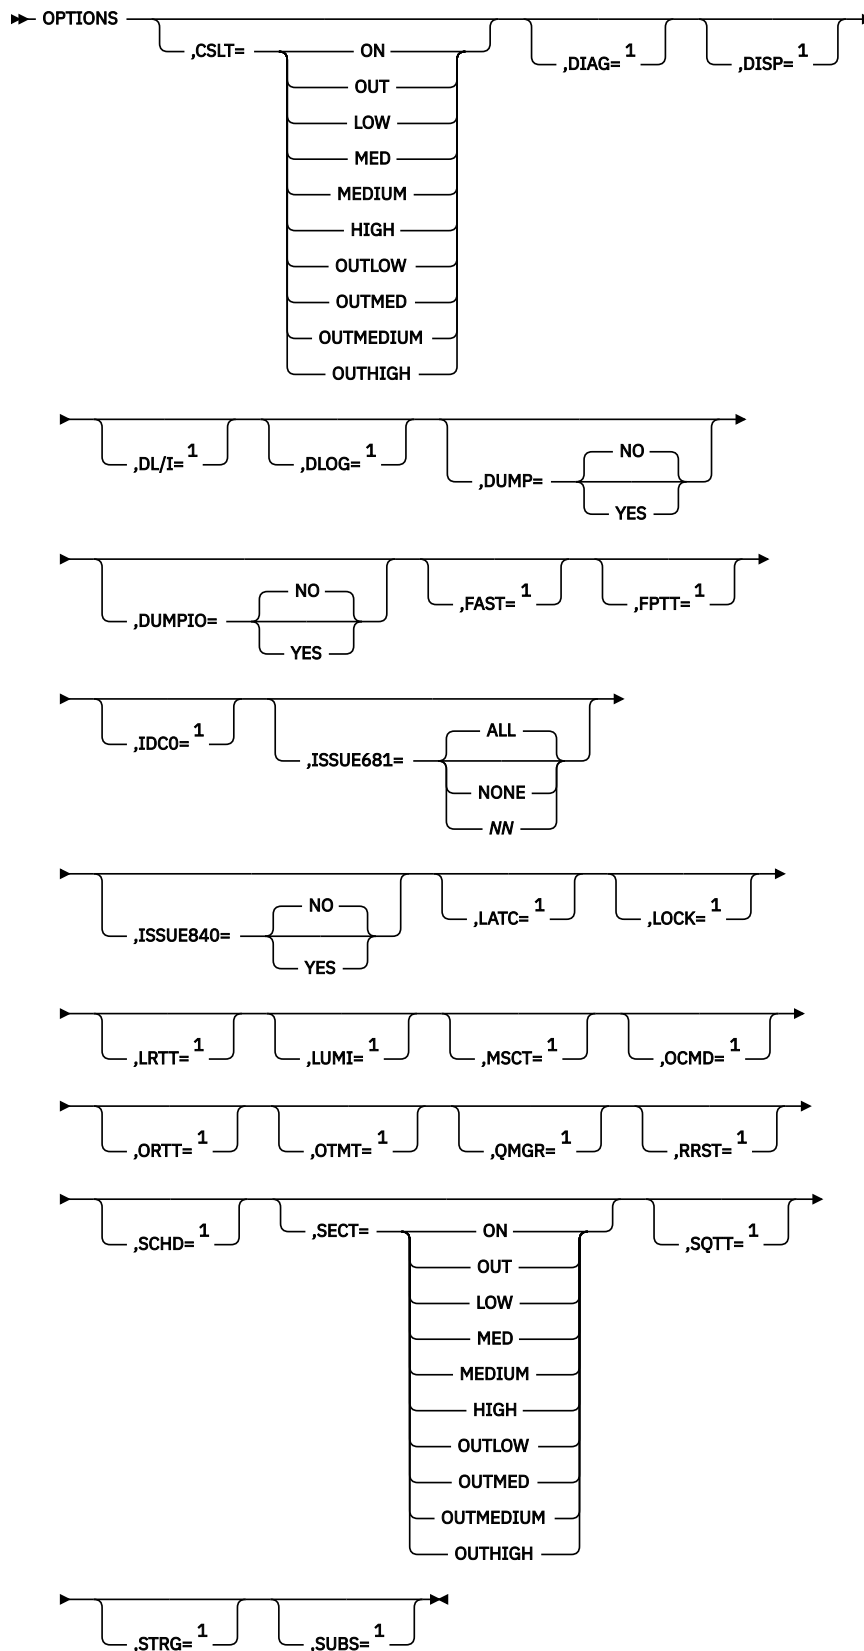 OPTIONS
,CSLT= ON ,DIAG= 1 ,DISP= 1
OUT
LOW
MED
MEDIUM
HIGH
OUTLOW
OUTMED
OUTMEDIUM
OUTHIGH
,DL/I= 1 ,DLOG= 1 ,DUMP= NO
YES
,DUMPIO= NO ,FAST= 1 ,FPTT= 1
YES
,IDC0= 1 ,ISSUE681= ALL
NONE
NN
,ISSUE840= NO ,LATC= 1 ,LOCK= 1
YES
,LRTT= 1 ,LUMI= 1 ,MSCT= 1 ,OCMD= 1
,ORTT= 1 ,OTMT= 1 ,QMGR= 1 ,RRST= 1
,SCHD= 1 ,SECT= ON ,SQTT= 1
OUT
LOW
MED
MEDIUM
HIGH
OUTLOW
OUTMED
OUTMEDIUM
OUTHIGH
,STRG= 1 ,SUBS= 1